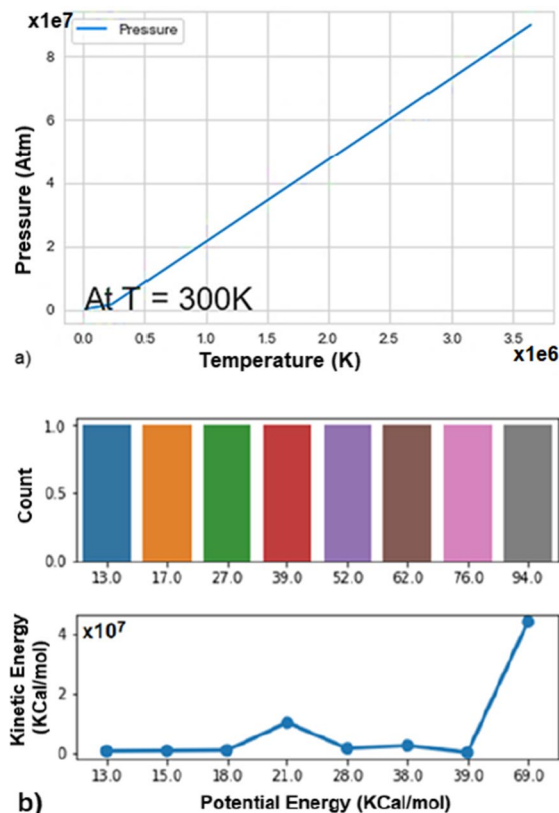 x1e7
Pressure
Pressure (Atm)
8
6
4
2
0
At T = 300K
0.0 0.5 1.0 1.5 2.0 2.5 3.0 3.5
x1e6
a)
Temperature (K)
Count
1.0
0.5
0.0
13.0 17.0 27.0 39.0 52.0 62.0 76.0 94.0
Kinetic Energy
(KCal/mol)
x10⁷
4
2
0
13.0 15.0 18.0 21.0 28.0 38.0 39.0 69.0
b)
Potential Energy (KCal/mol)